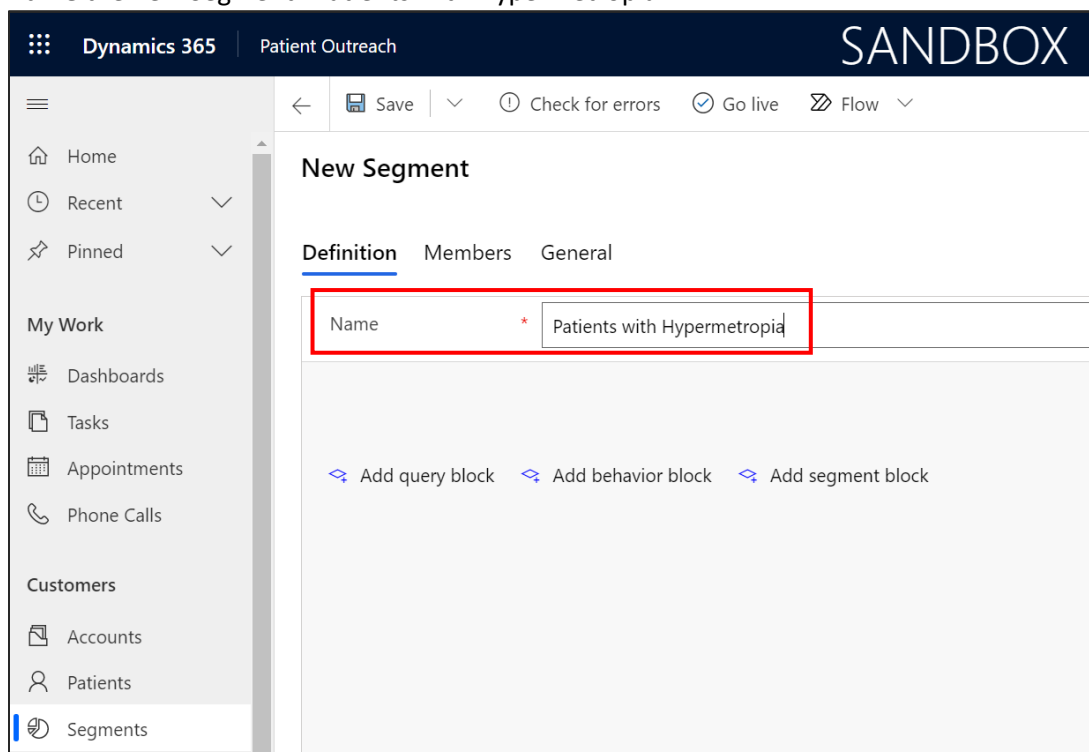 Dynamics 365 Patient Outreach SANDBOX
Save Check for errors Go live Flow
Home
New Segment
Recent
Pinned
Definition Members General
My Work
Name * Patients with Hypermetropia
Dashboards
Tasks
Appointments
Add query block Add behavior block Add segment block
Phone Calls
Customers
Accounts
Patients
Segments